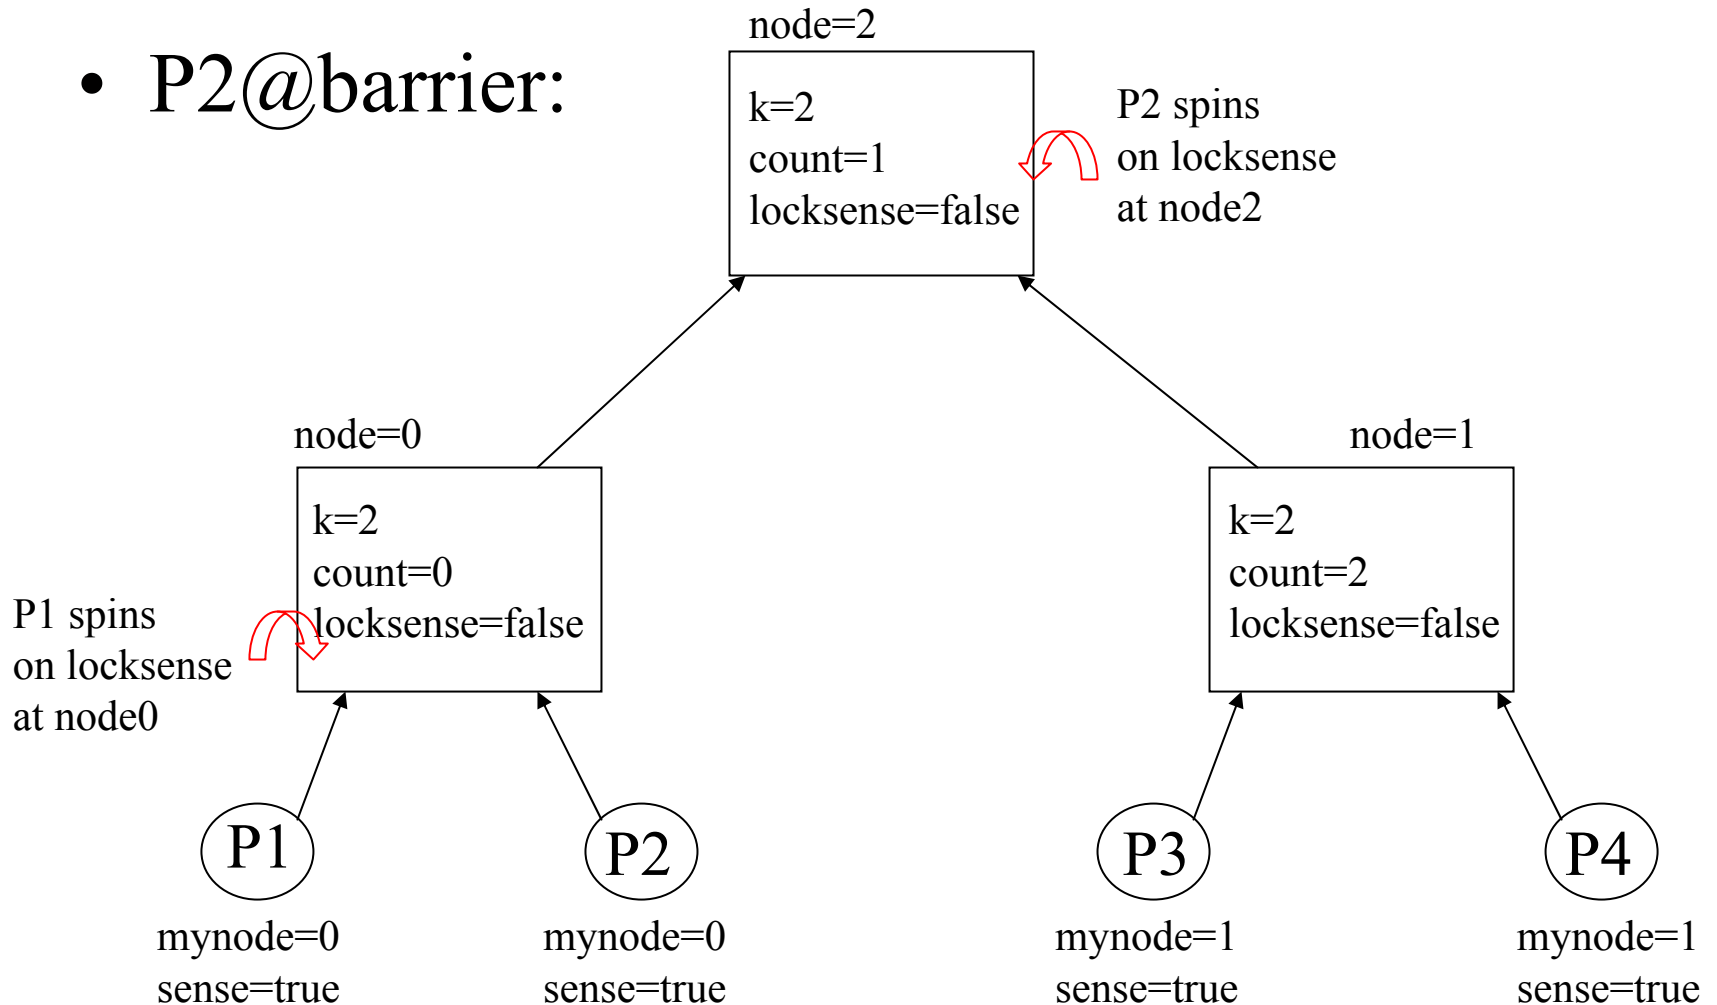 • P2@barrier:
node=2
k=2
count=1
locksense=false
P2 spins
on locksense
at node2
node=0
k=2
count=0
locksense=false
P1 spins
on locksense
at node0
node=1
k=2
count=2
locksense=false
P1
mynode=0
sense=true
P2
mynode=0
sense=true
P3
mynode=1
sense=true
P4
mynode=1
sense=true